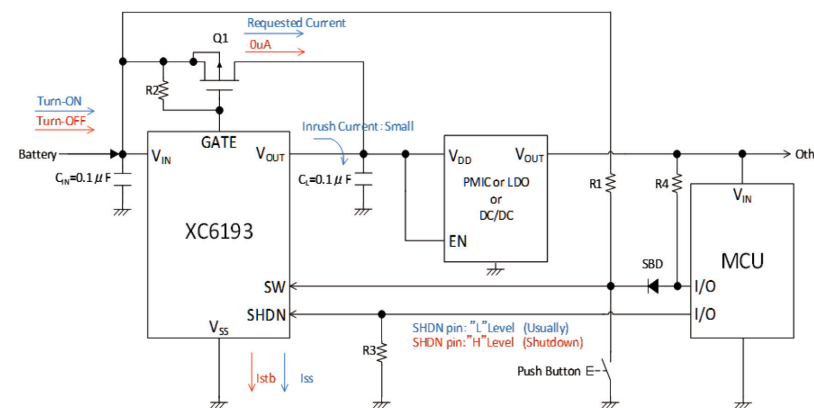 Requested Current
Q1
0uA
R2
Turn-ON
Turn-OFF
Inrush Current: Small
GATE
Battery
VIN
VOUT
VDD
VOUT
Oth
CIN=0.1μF
CL=0.1μF
PMIC or LDO
or
DC/DC
R1
R4
VIN
XC6193
EN
MCU
SBD
SW
I/O
SHDN
I/O
SHDN pin: "L" Level (Usually)
SHDN pin: "H" Level (Shutdown)
VSS
R3
Push Button
Istb
Iss